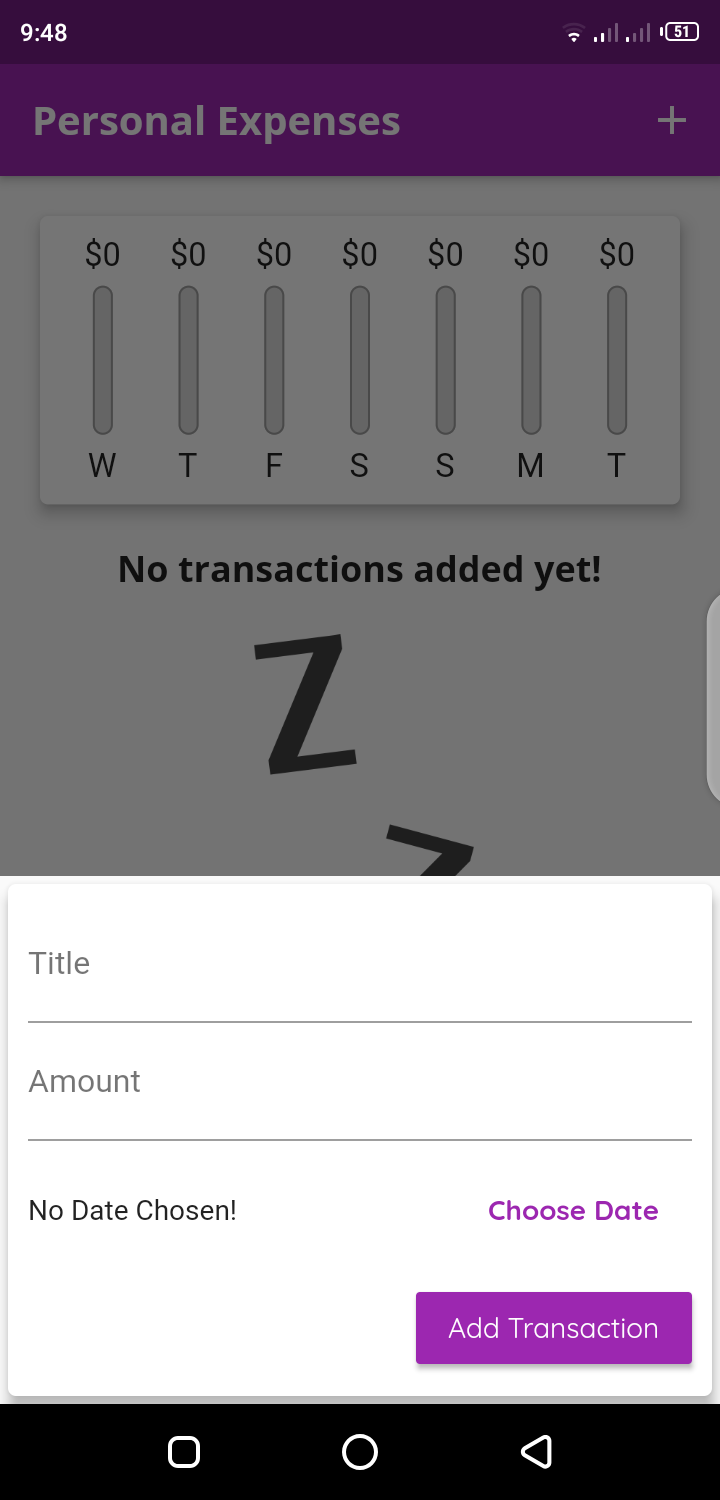 9:48 51
Personal Expenses +
$0 $0 $0 $0 $0 $0 $0
W T F S S M T
No transactions added yet!
Z
Z
Title
Amount
No Date Chosen! Choose Date
Add Transaction